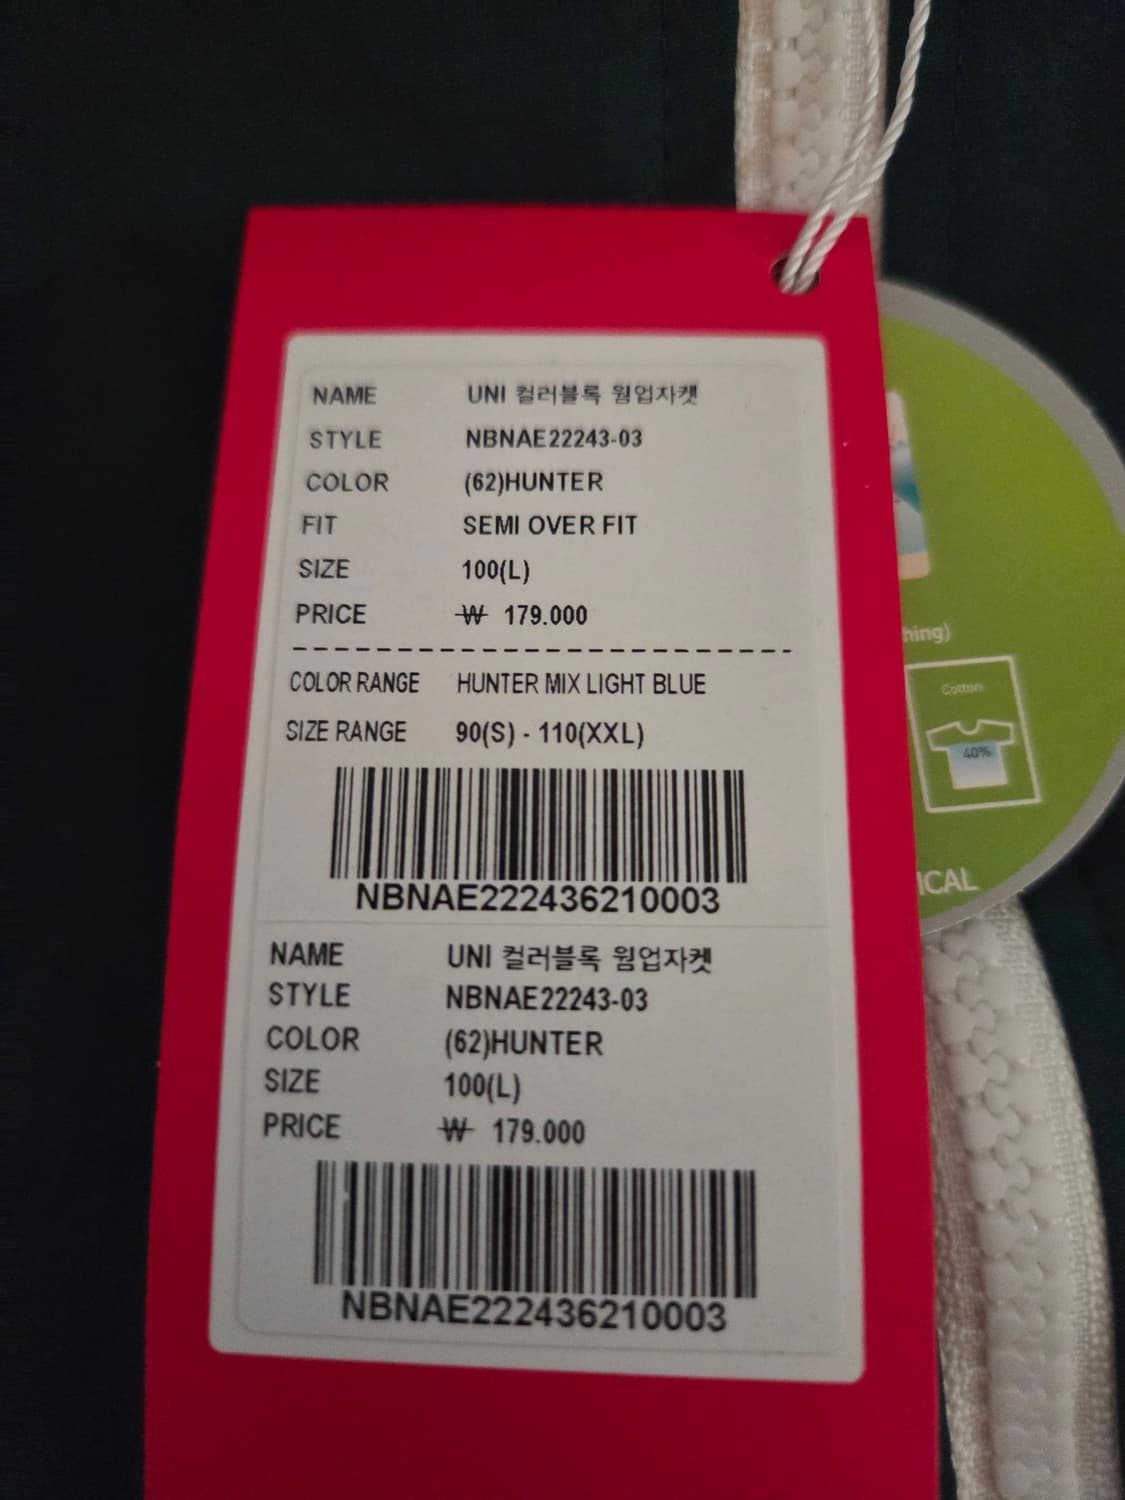 NAME UNI 컬러블록 웜업자켓
STYLE NBNAE22243-03
COLOR (62)HUNTER
FIT SEMI OVER FIT
SIZE 100(L)
PRICE ₩ 179.000
COLOR RANGE HUNTER MIX LIGHT BLUE
SIZE RANGE 90(S) - 110(XXL)
NBNAE222436210003
NAME UNI 컬러블록 웜업자켓
STYLE NBNAE22243-03
COLOR (62)HUNTER
SIZE 100(L)
PRICE ₩ 179.000
NBNAE222436210003
hing)
Cotton
40%
ICAL